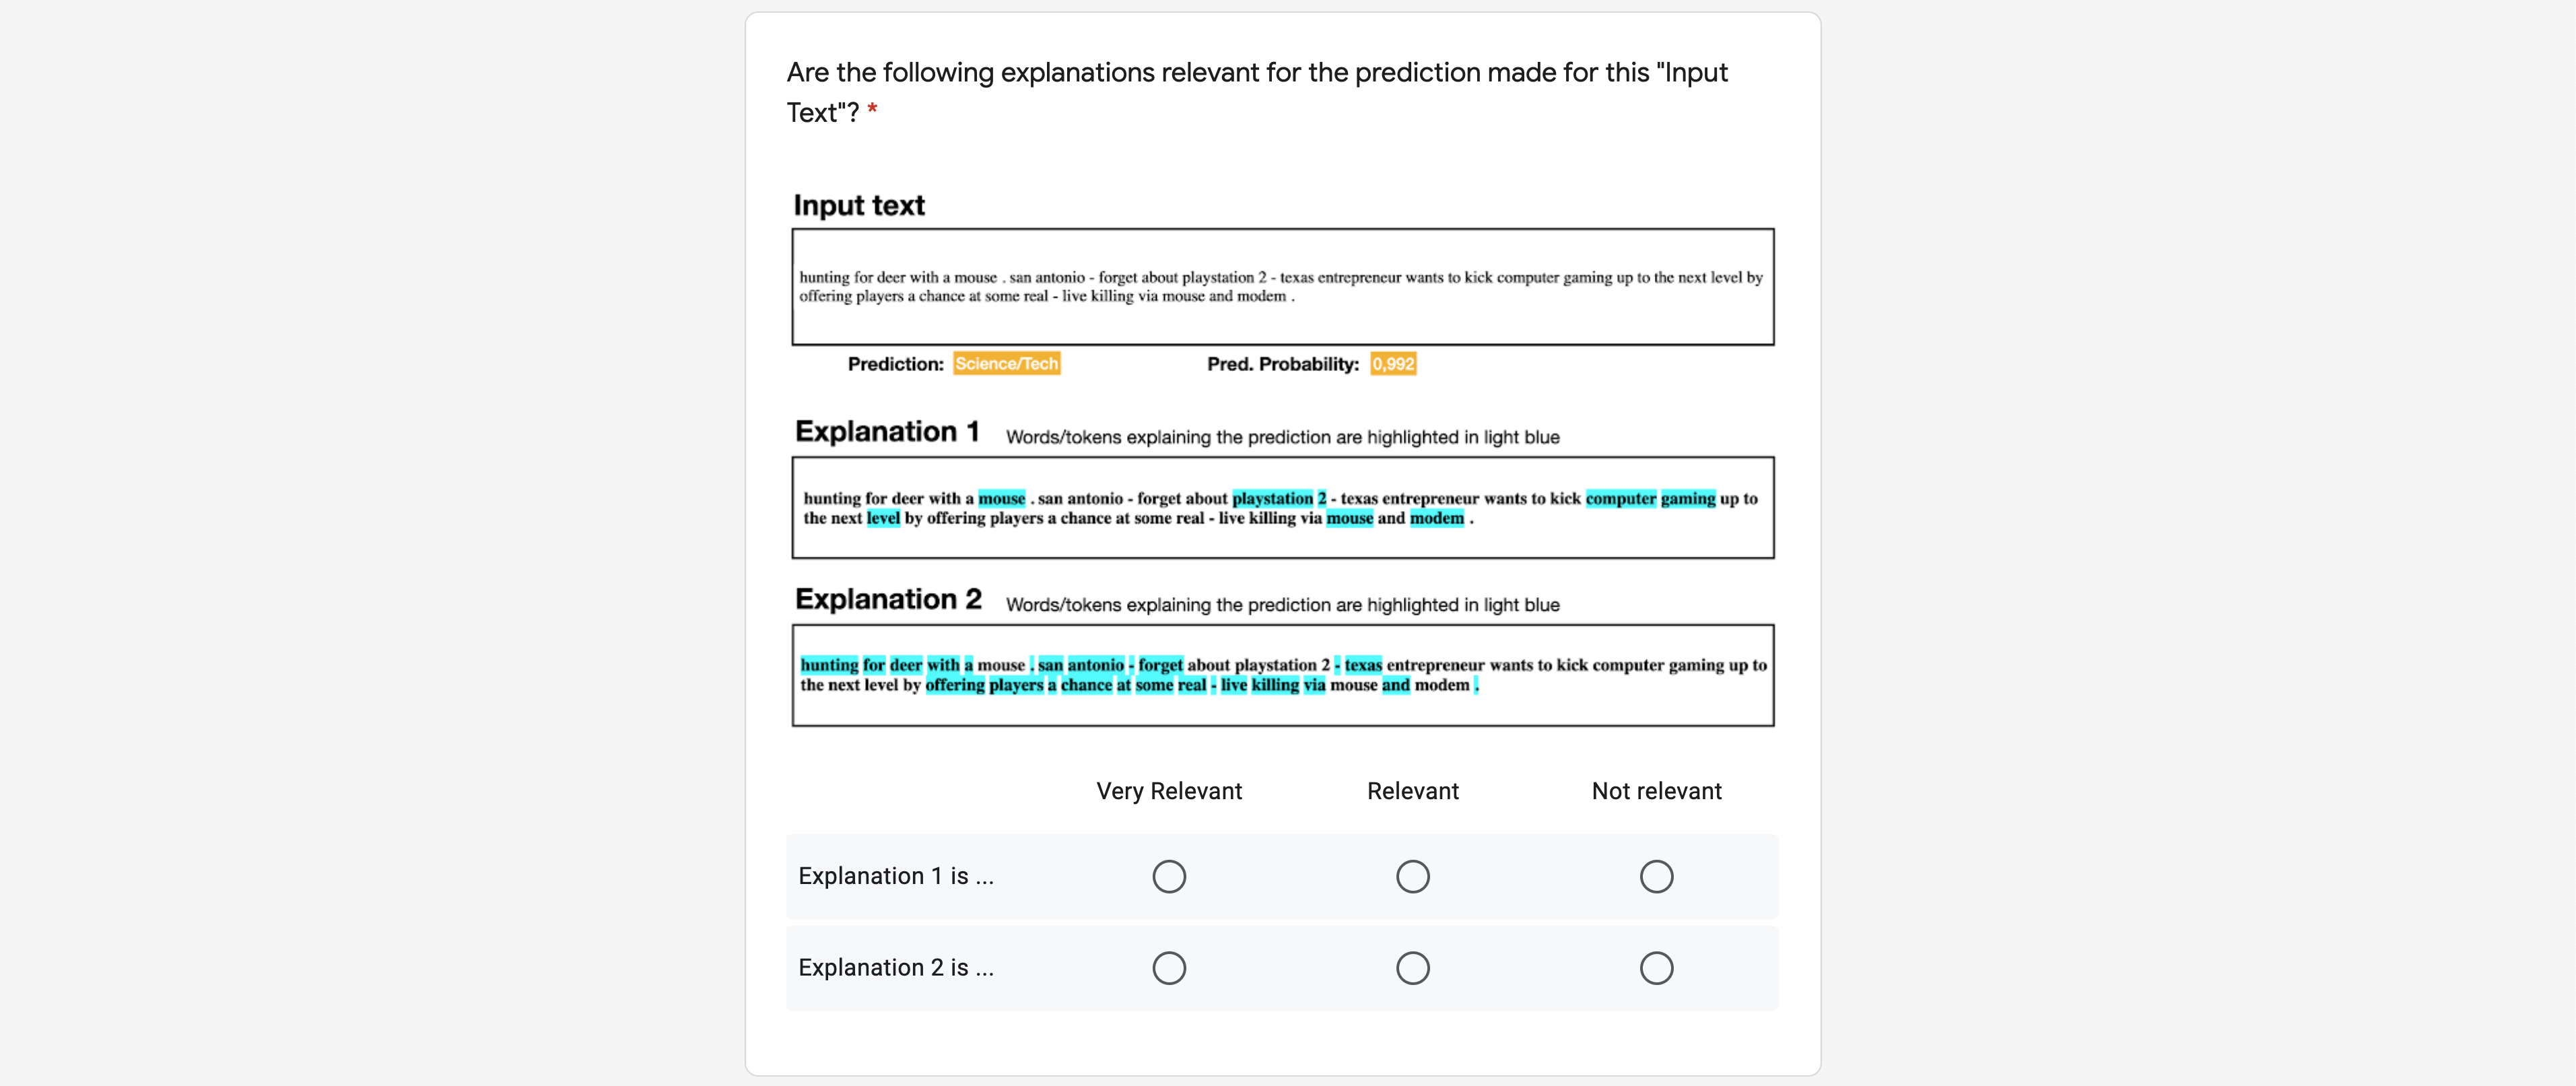 Are the following explanations relevant for the prediction made for this "Input
Text"? *
Input text
hunting for deer with a mouse . san antonio - forget about playstation 2 - texas entrepreneur wants to kick computer gaming up to the next level by
offering players a chance at some real - live killing via mouse and modem .
Prediction: Science/Tech Pred. Probability: 0,992
Explanation 1 Words/tokens explaining the prediction are highlighted in light blue
hunting for deer with a mouse . san antonio - forget about playstation 2 - texas entrepreneur wants to kick computer gaming up to
the next level by offering players a chance at some real - live killing via mouse and modem .
Explanation 2 Words/tokens explaining the prediction are highlighted in light blue
hunting for deer with a mouse . san antonio - forget about playstation 2 - texas entrepreneur wants to kick computer gaming up to
the next level by offering players a chance at some real - live killing via mouse and modem .
Very Relevant Relevant Not relevant
Explanation 1 is ...
Explanation 2 is ...